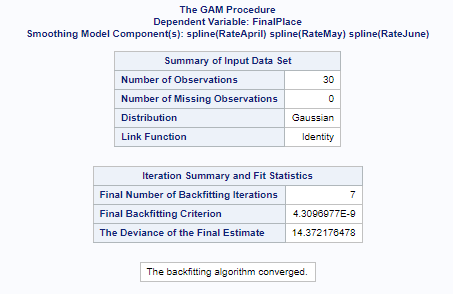 The GAM Procedure
Dependent Variable: FinalPlace
Smoothing Model Component(s): spline(RateApril) spline(RateMay) spline(RateJune)
Summary of Input Data Set
Number of Observations 30
Number of Missing Observations 0
Distribution Gaussian
Link Function Identity
Iteration Summary and Fit Statistics
Final Number of Backfitting Iterations 7
Final Backfitting Criterion 4.3096977E-9
The Deviance of the Final Estimate 14.372176478
The backfitting algorithm converged.